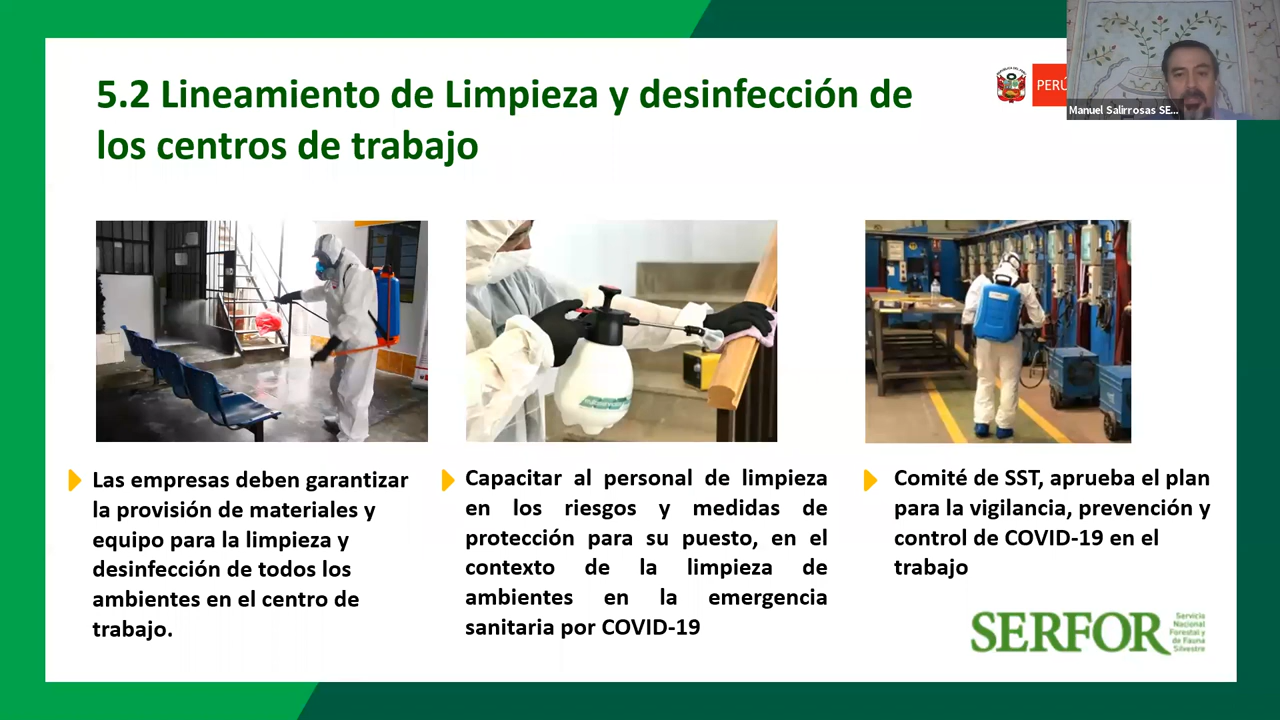 5.2 Lineamiento de Limpieza y desinfección de
los centros de trabajo
PERÚ
Manuel Salirrosas SE...
Las empresas deben garantizar
la provisión de materiales y
equipo para la limpieza y
desinfección de todos los
ambientes en el centro de
trabajo.
Capacitar al personal de limpieza
en los riesgos y medidas de
protección para su puesto, en el
contexto de la limpieza de
ambientes en la emergencia
sanitaria por COVID-19
Comité de SST, aprueba el plan
para la vigilancia, prevención y
control de COVID-19 en el
trabajo
SERFOR
Servicio
Nacional
Forestal y
de Fauna
Silvestre